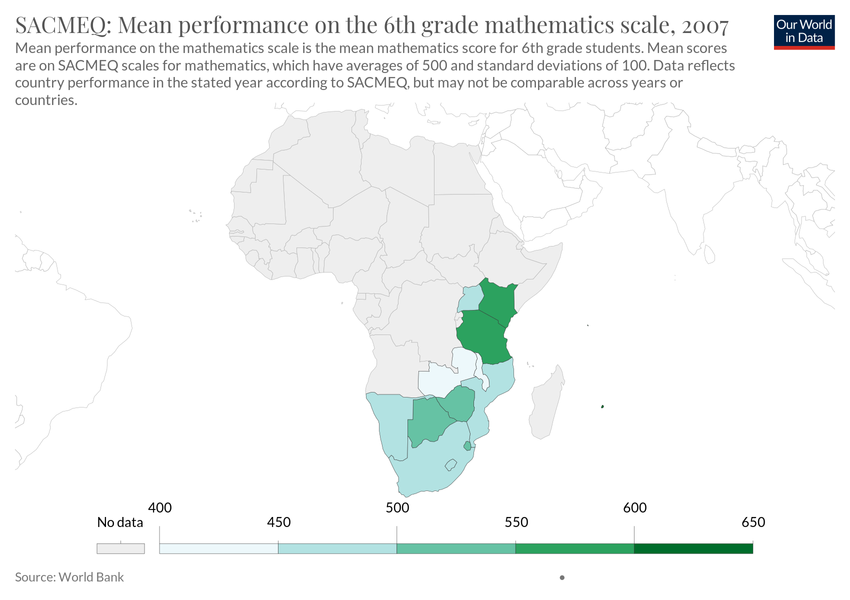 SACMEQ: Mean performance on the 6th grade mathematics scale, 2007
Our World
in Data
Mean performance on the mathematics scale is the mean mathematics score for 6th grade students. Mean scores
are on SACMEQ scales for mathematics, which have averages of 500 and standard deviations of 100. Data reflects
country performance in the stated year according to SACMEQ, but may not be comparable across years or
countries.
400 500 600
No data 450 550 650
Source: World Bank